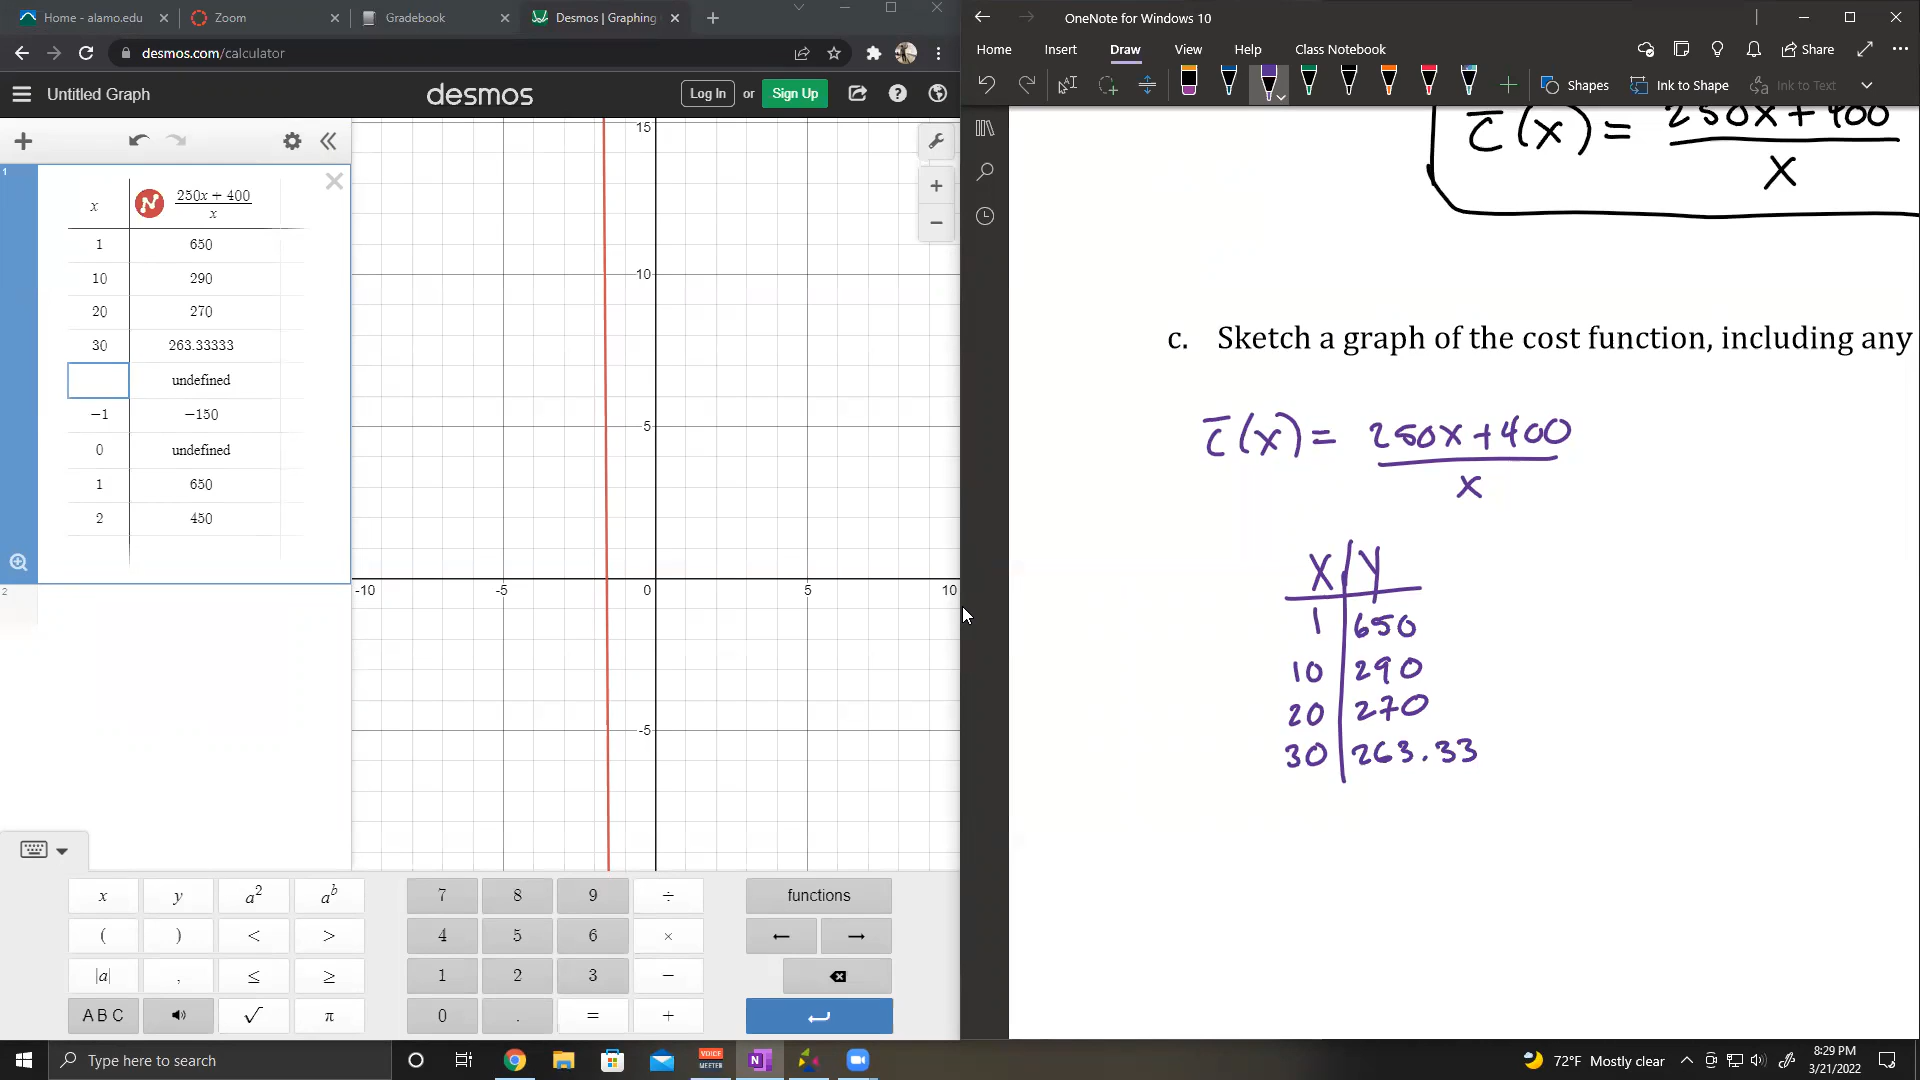 Home - alamo.edu
Zoom
Gradebook
Desmos | Graphing
desmos.com/calculator
Untitled Graph
desmos
Log In or Sign Up
1
x (250x + 400)/x
1 650
10 290
20 270
30 263.33333
undefined
−1 −150
0 undefined
1 650
2 450
2
15
10
5
-10 -5 0 5 10
-5
x y a² aᵇ 7 8 9 ÷ functions
( ) < > 4 5 6 × ← →
|a| , ≤ ≥ 1 2 3 −
A B C √ π 0 . = +
OneNote for Windows 10
Home Insert Draw View Help Class Notebook Share
Shapes Ink to Shape Ink to Text
c̅(x) = (250x + 400)/x
c. Sketch a graph of the cost function, including any
c̅(x) = (250x + 400)/x
X Y
1 650
10 290
20 270
30 263.33
Type here to search
VOICE
MEETER
72°F Mostly clear
8:29 PM
3/21/2022